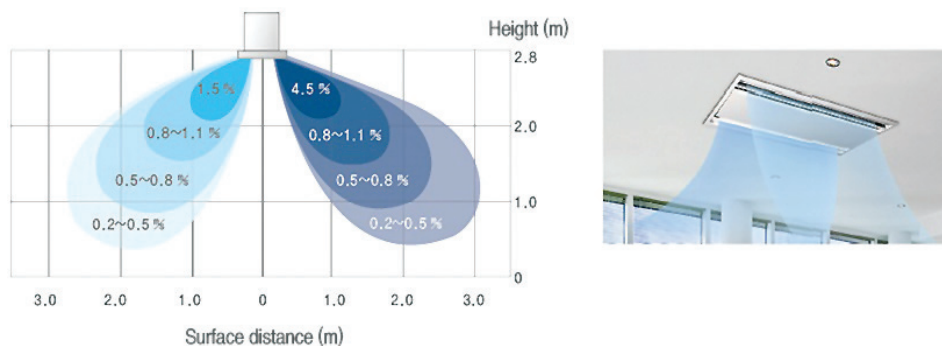 Height (m)
2.8
1.5 % 4.5 %
0.8~1.1 % 0.8~1.1 %
2.0
0.5~0.8 % 0.5~0.8 %
1.0
0.2~0.5 % 0.2~0.5 %
0
3.0 2.0 1.0 0 1.0 2.0 3.0
Surface distance (m)